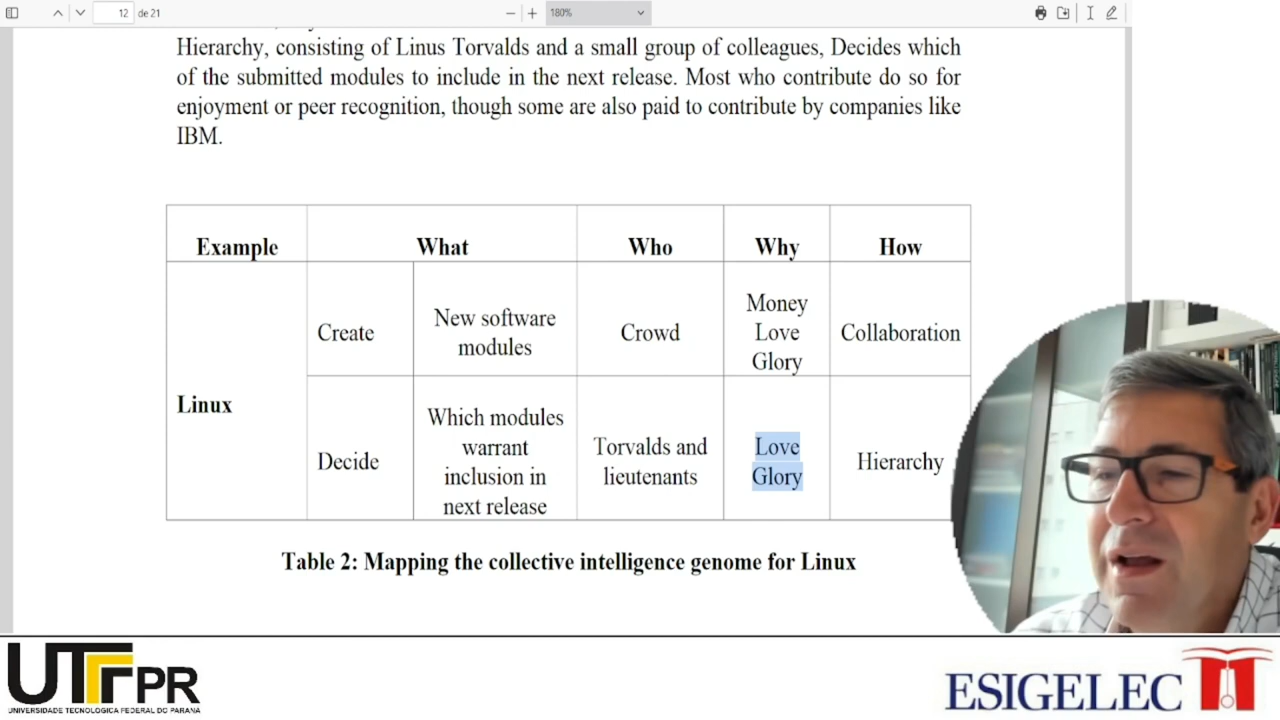 12 de 21
180%
Hierarchy, consisting of Linus Torvalds and a small group of colleagues, Decides which
of the submitted modules to include in the next release. Most who contribute do so for
enjoyment or peer recognition, though some are also paid to contribute by companies like
IBM.
Example What Who Why How
Linux
Create
New software
modules
Crowd
Money
Love
Glory
Collaboration
Decide
Which modules
warrant
inclusion in
next release
Torvalds and
lieutenants
Love
Glory
Hierarchy
Table 2: Mapping the collective intelligence genome for Linux
UTFPR
UNIVERSIDADE TECNOLÓGICA FEDERAL DO PARANÁ
ESIGELEC